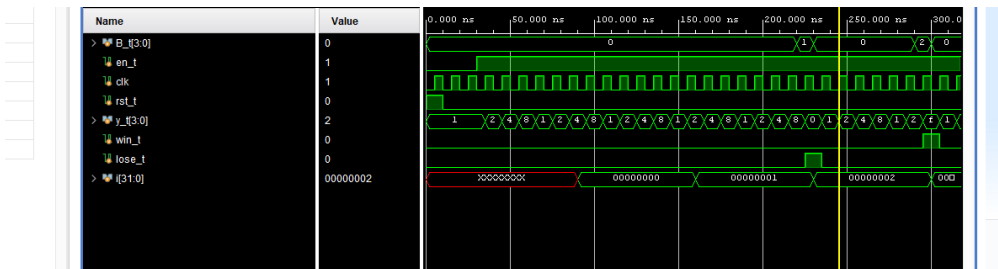 Name Value 0.000 ns 50.000 ns 100.000 ns 150.000 ns 200.000 ns 250.000 ns 300.0
B_t[3:0] 0 0 1 0 2 0
en_t 1
clk 1
rst_t 0
y_t[3:0] 2 1 2 4 8 1 2 4 8 1 2 4 8 1 2 4 8 1 2 4 8 0 1 2 4 8 1 2 f 1
win_t 0
lose_t 0
i[31:0] 00000002 XXXXXXXX 00000000 00000001 00000002 000